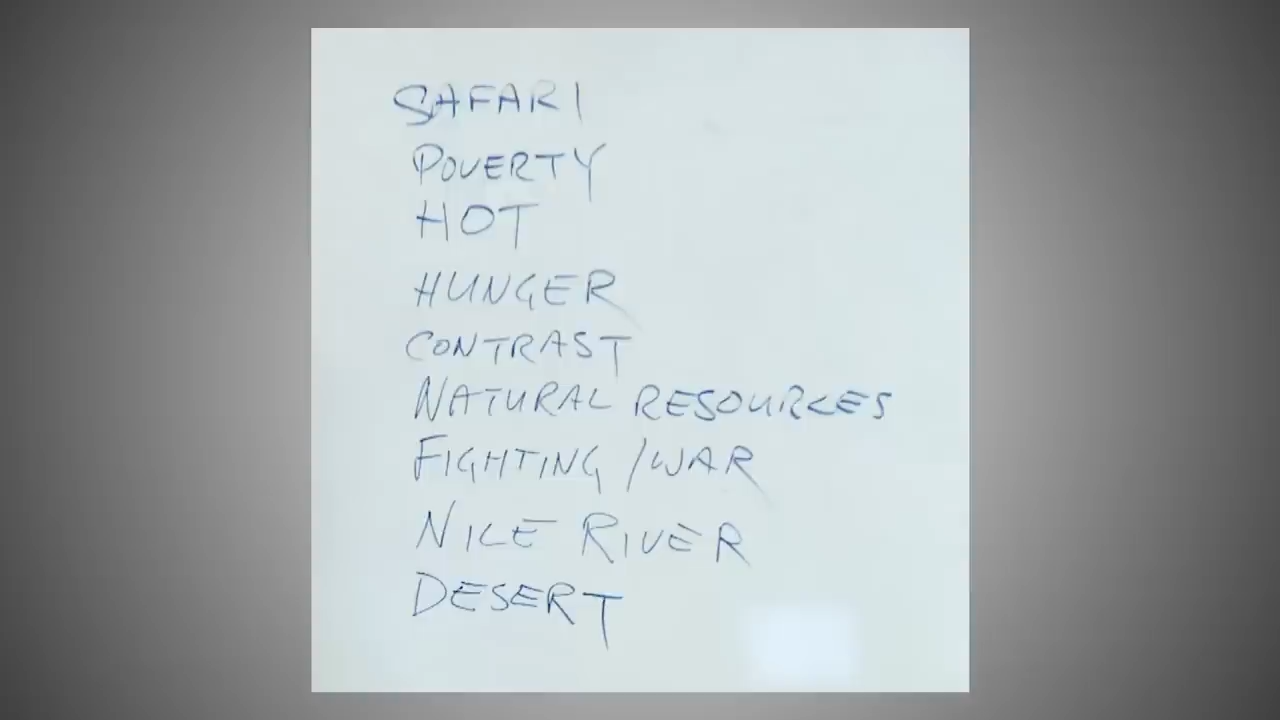 SAFARI
POVERTY
HOT
HUNGER
CONTRAST
NATURAL RESOURCES
FIGHTING /WAR
NILE RIVER
DESERT